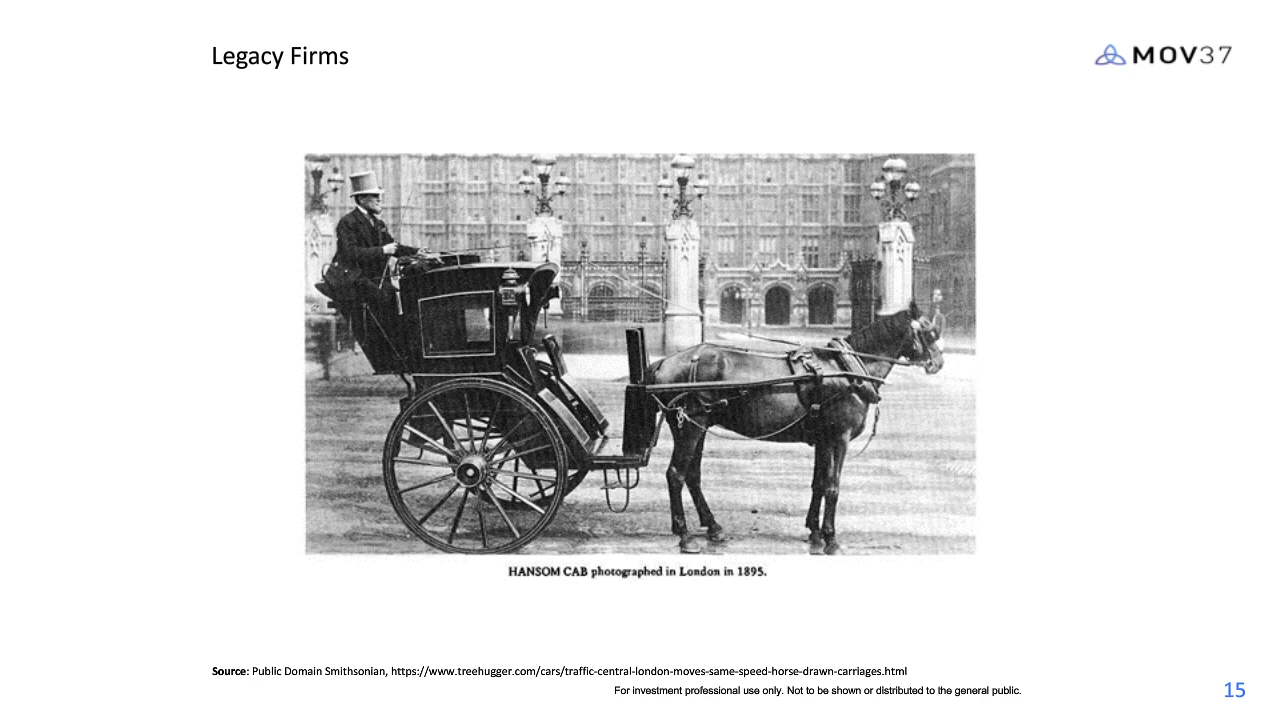 Legacy Firms
MOV37
HANSOM CAB photographed in London in 1895.
Source: Public Domain Smithsonian, https://www.treehugger.com/cars/traffic-central-london-moves-same-speed-horse-drawn-carriages.html
For investment professional use only. Not to be shown or distributed to the general public.
15